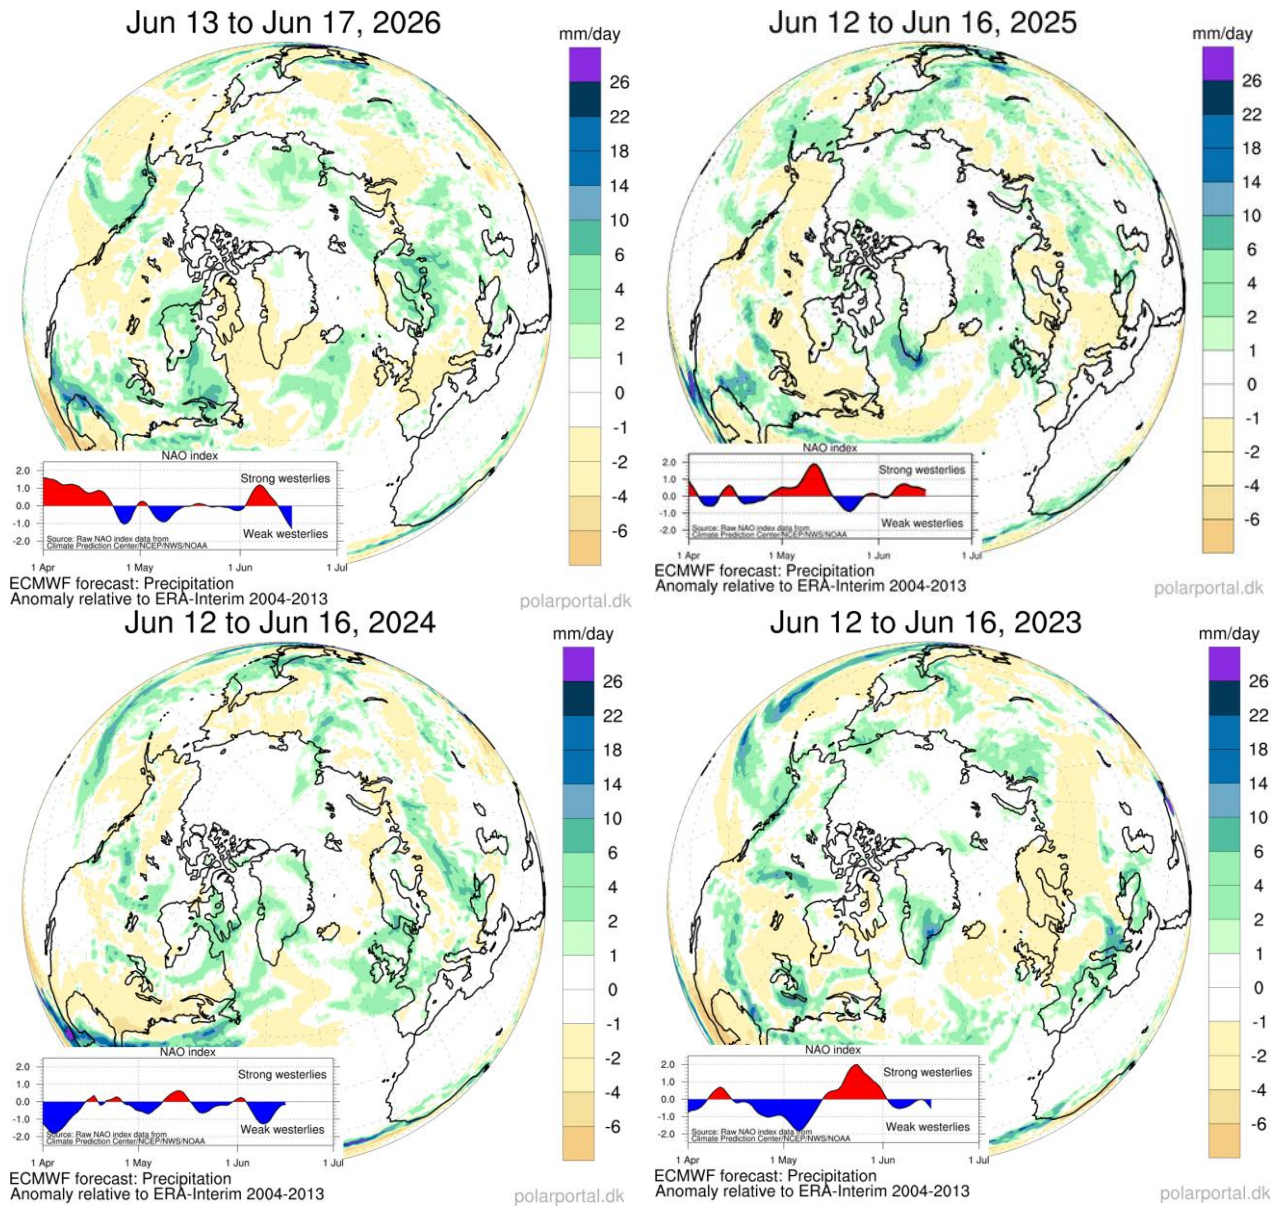 Jun 13 to Jun 17, 2026
mm/day
26
22
18
14
10
6
4
2
1
0
-1
-2
-4
-6
NAO index
2.0
1.0
0.0
-1.0
-2.0
Strong westerlies
Weak westerlies
Source: Raw NAO index data from
Climate Prediction Center/NCEP/NWS/NOAA
1 Apr 1 May 1 Jun 1 Jul
ECMWF forecast: Precipitation
Anomaly relative to ERA-Interim 2004-2013
polarportal.dk
Jun 12 to Jun 16, 2025
mm/day
26
22
18
14
10
6
4
2
1
0
-1
-2
-4
-6
NAO index
2.0
1.0
0.0
-1.0
-2.0
Strong westerlies
Weak westerlies
Source: Raw NAO index data from
Climate Prediction Center/NCEP/NWS/NOAA
1 Apr 1 May 1 Jun 1 Jul
ECMWF forecast: Precipitation
Anomaly relative to ERA-Interim 2004-2013
polarportal.dk
Jun 12 to Jun 16, 2024
mm/day
26
22
18
14
10
6
4
2
1
0
-1
-2
-4
-6
NAO index
2.0
1.0
0.0
-1.0
-2.0
Strong westerlies
Weak westerlies
Source: Raw NAO index data from
Climate Prediction Center/NCEP/NWS/NOAA
1 Apr 1 May 1 Jun 1 Jul
ECMWF forecast: Precipitation
Anomaly relative to ERA-Interim 2004-2013
polarportal.dk
Jun 12 to Jun 16, 2023
mm/day
26
22
18
14
10
6
4
2
1
0
-1
-2
-4
-6
NAO index
2.0
1.0
0.0
-1.0
-2.0
Strong westerlies
Weak westerlies
Source: Raw NAO index data from
Climate Prediction Center/NCEP/NWS/NOAA
1 Apr 1 May 1 Jun 1 Jul
ECMWF forecast: Precipitation
Anomaly relative to ERA-Interim 2004-2013
polarportal.dk